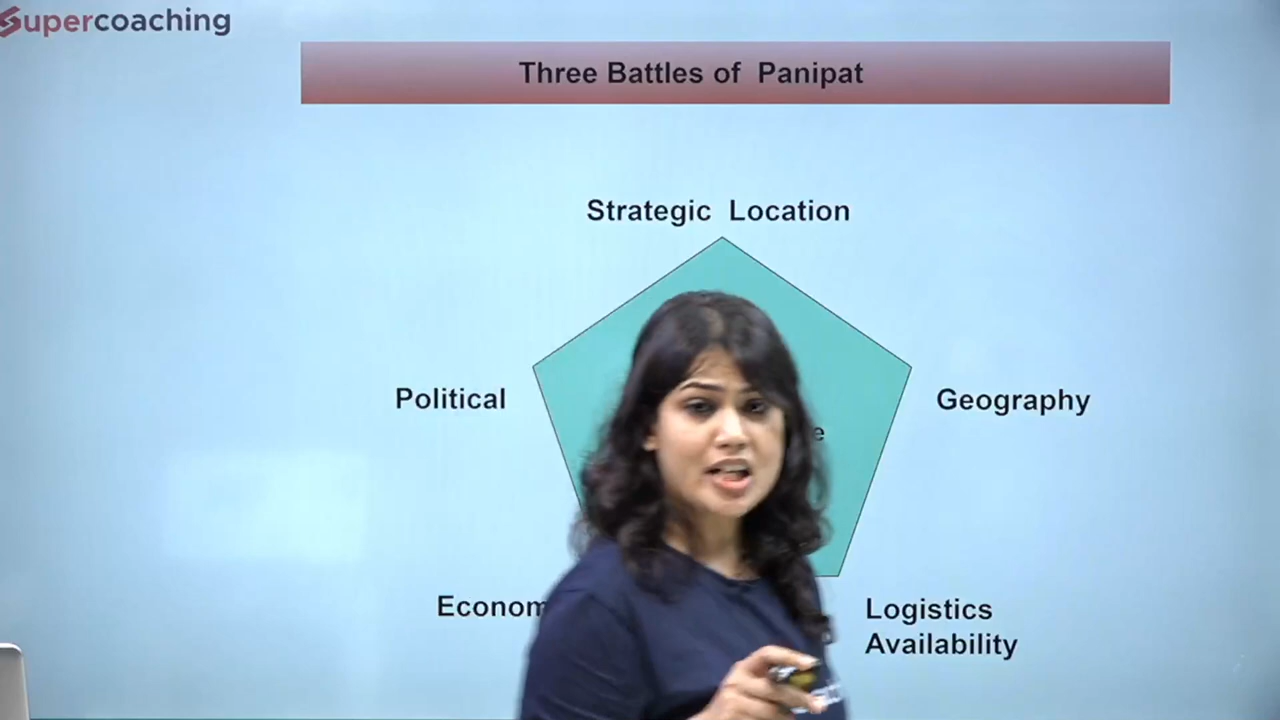 Supercoaching
Three Battles of Panipat
Strategic Location
Political
Geography
Logistics
Availability